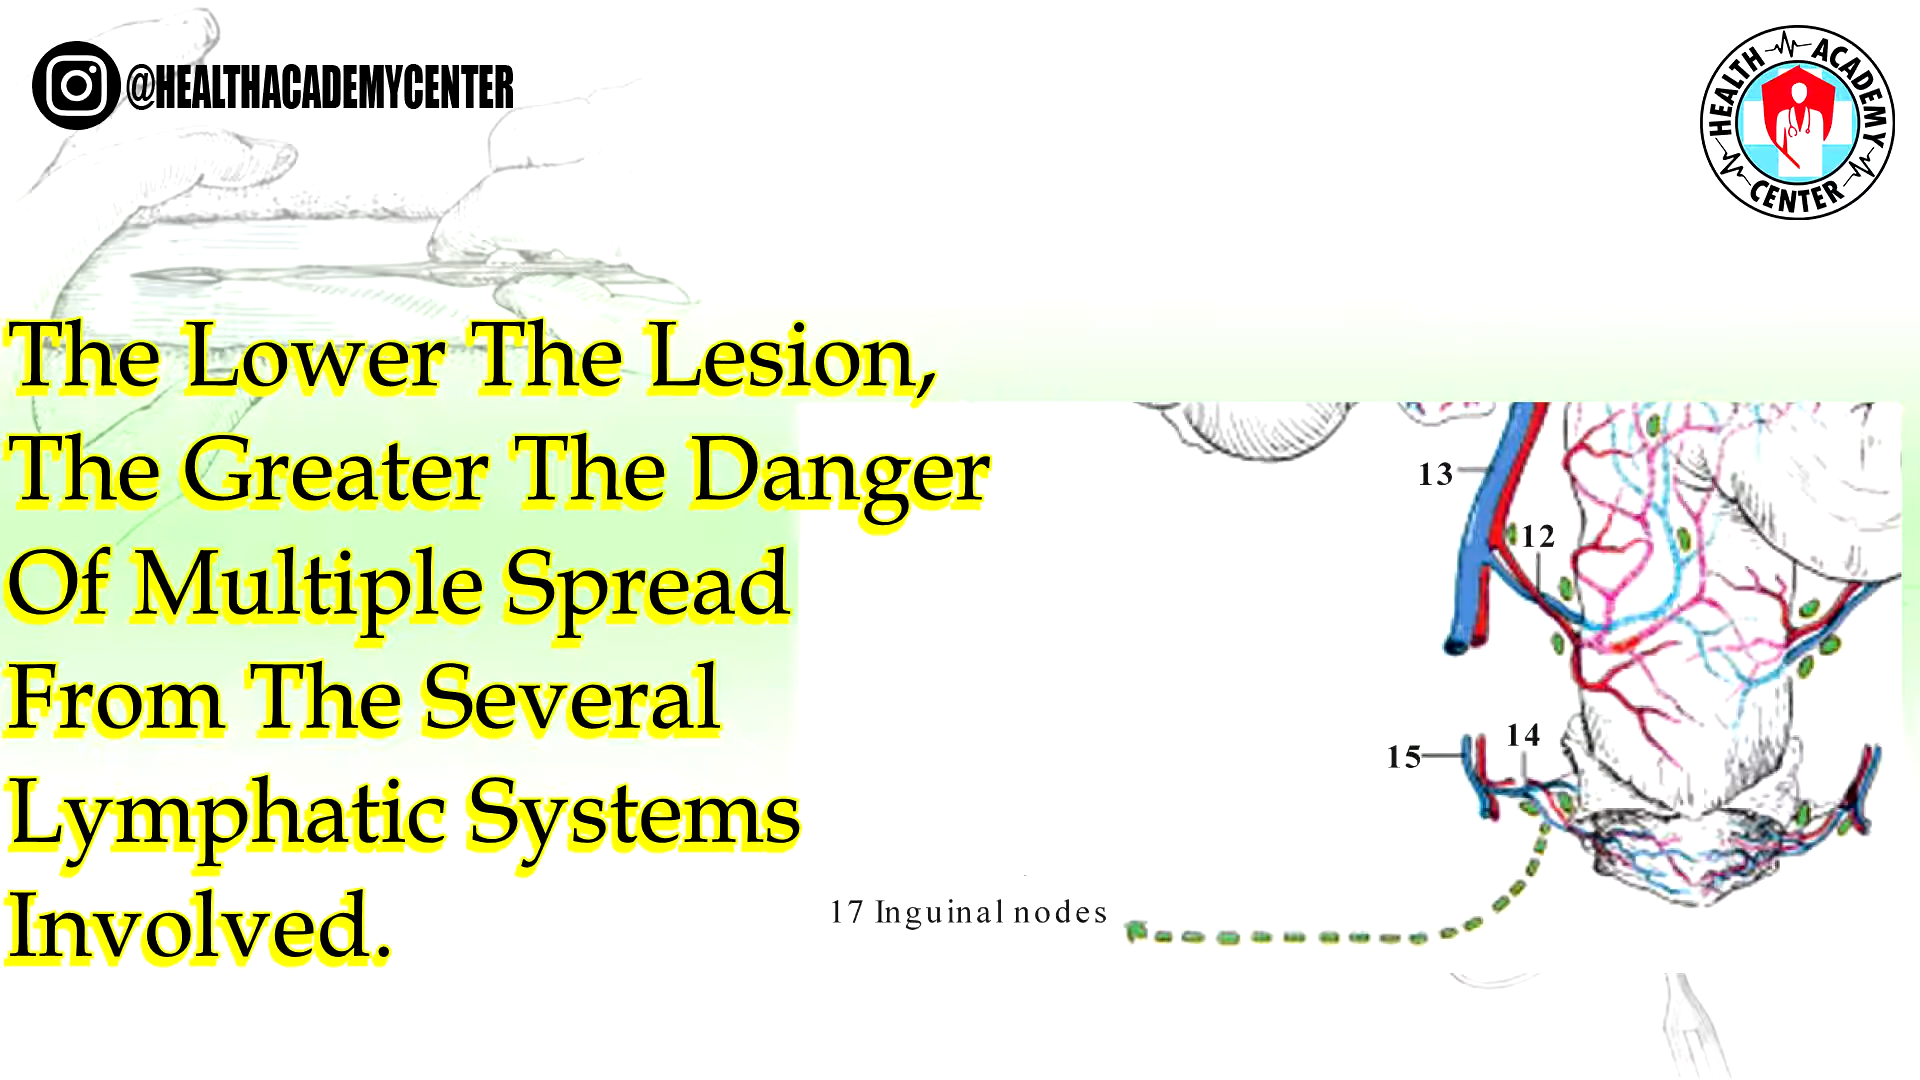 @HEALTHACADEMYCENTER
HEALTH ACADEMY
CENTER
The Lower The Lesion,
The Greater The Danger
Of Multiple Spread
From The Several
Lymphatic Systems
Involved.
13
12
14
15
17 Inguinal nodes